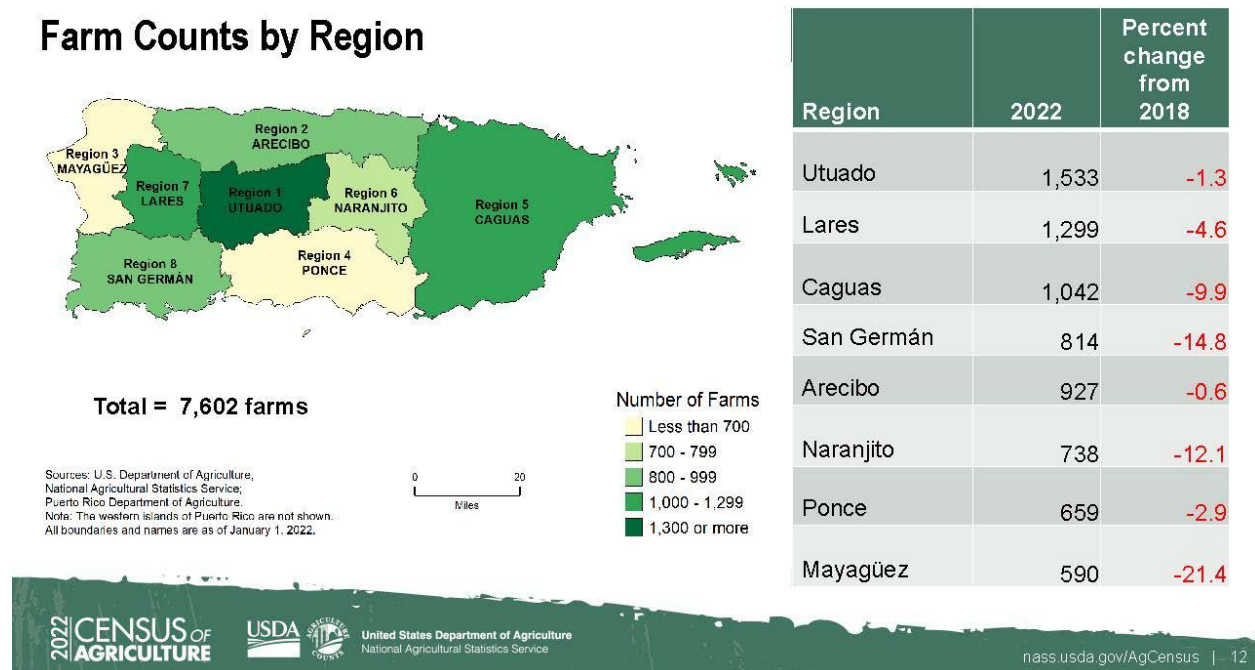 Farm Counts by Region
Region 2
ARECIBO
Region 3
MAYAGÜEZ
Region 7
LARES
Region 1
UTUADO
Region 6
NARANJITO
Region 5
CAGUAS
Region 4
PONCE
Region 8
SAN GERMÁN
Total = 7,602 farms
Number of Farms
Less than 700
700 - 799
800 - 999
1,000 - 1,299
1,300 or more
Sources: U.S. Department of Agriculture,
National Agricultural Statistics Service;
Puerto Rico Department of Agriculture.
Note: The western islands of Puerto Rico are not shown.
All boundaries and names are as of January 1. 2022.
0 20
Miles
Region 2022 Percent change from 2018
Utuado 1,533 -1.3
Lares 1,299 -4.6
Caguas 1,042 -9.9
San Germán 814 -14.8
Arecibo 927 -0.6
Naranjito 738 -12.1
Ponce 659 -2.9
Mayagüez 590 -21.4
2022 CENSUS OF
AGRICULTURE
USDA
AGRICULTURE
COUNTS
United States Department of Agriculture
National Agricultural Statistics Service
nass.usda.gov/AgCensus | 12